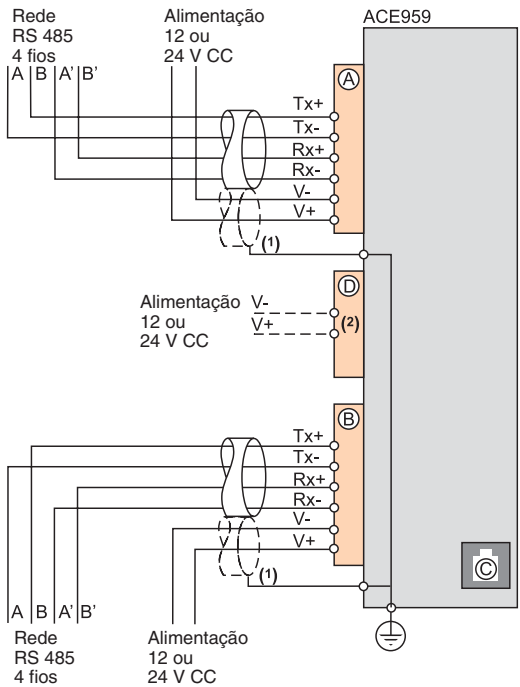 Rede
RS 485
4 fios
A B A' B'
Alimentação
12 ou
24 V CC
ACE959
A
Tx+
Tx-
Rx+
Rx-
V-
V+
(1)
D
(2)
Alimentação
12 ou
24 V CC
V-
V+
B
Tx+
Tx-
Rx+
Rx-
V-
V+
(1)
C
A B A' B'
Rede
RS 485
4 fios
Alimentação
12 ou
24 V CC